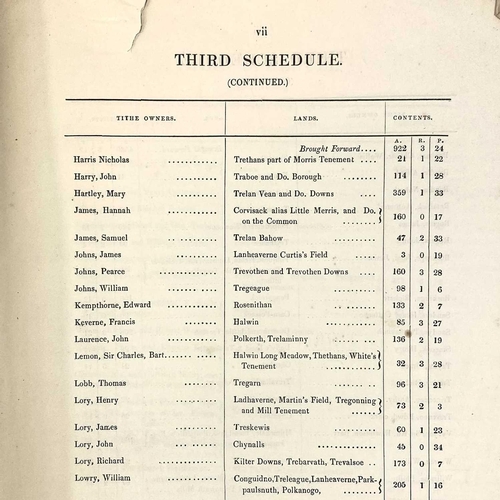 vii
THIRD SCHEDULE.
(CONTINUED.)
TITHE OWNERS. LANDS. CONTENTS.
A. R. P.
Brought Forward.... 922 3 24
Harris Nicholas ............ Trethans part of Morris Tenement .... 21 1 22
Harry, John ............ Traboe and Do. Borough ........ 114 1 28
Hartley, Mary ............ Trelan Vean and Do. Downs .... 359 1 33
James, Hannah ............ Corvisack alias Little Merris, and Do. on the Common ........ 160 0 17
James, Samuel .. ......... Trelan Bahow .......... 47 2 33
Johns, James ............ Lanheaverne Curtis's Field ..... 3 0 19
Johns, Pearce ............ Trevothen and Trevothen Downs .... 160 3 28
Johns, William ............ Tregeague .......... 98 1 6
Kempthorne, Edward .......... Rosenithan .. ....... 133 2 7
Keverne, Francis .......... Halwin .......... 85 3 27
Laurence, John ............ Polkerth, Trelaminny .......... 136 2 19
Lemon, Sir Charles, Bart....... ....... Halwin Long Meadow, Thethans, White's
Tenement ............ 32 3 28
Lobb, Thomas .......... Tregarn .......... 96 3 21
Lory, Henry .......... Ladhaverne, Martin's Field, Tregonning
and Mill Tenement ...... 73 2 3
Lory, James .......... Treskewis .......... 60 1 23
Lory, John .. ........ Chynalls .............. 45 0 34
Lory, Richard .......... Kilter Downs, Trebarvath, Trevalsoe .. 173 0 7
Lowry, William .......... Conguidno, Treleague, Lanheaverne, Park-
paulsnuth, Polkanogo, ........ 205 1 16